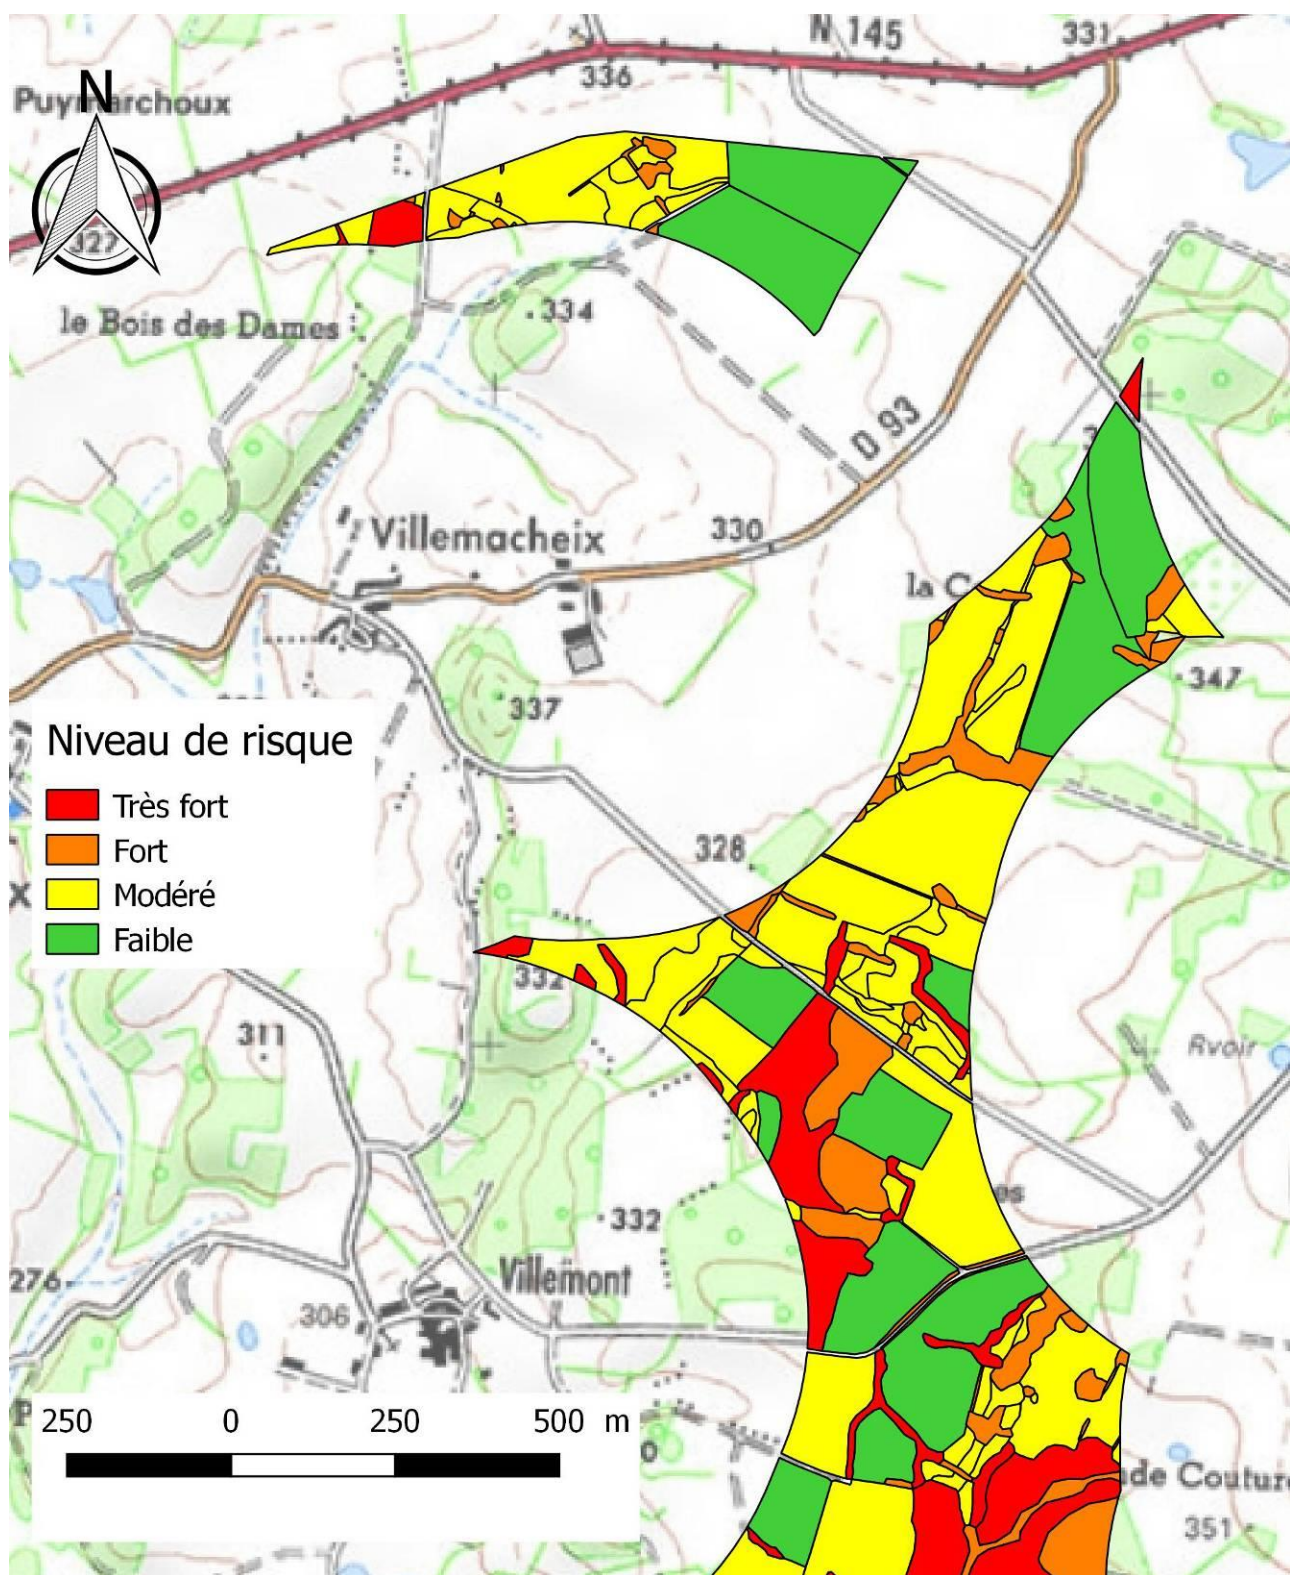 N 145
331
336
Puymarchoux
N
327
334
le Bois des Dames
D 93
330
Villemacheix
la C
347
337
Niveau de risque
Très fort
Fort
Modéré
Faible
328
332
311
Rvoir
es
332
276
Villemont
306
250 0 250 500 m
P
ade Couture
351